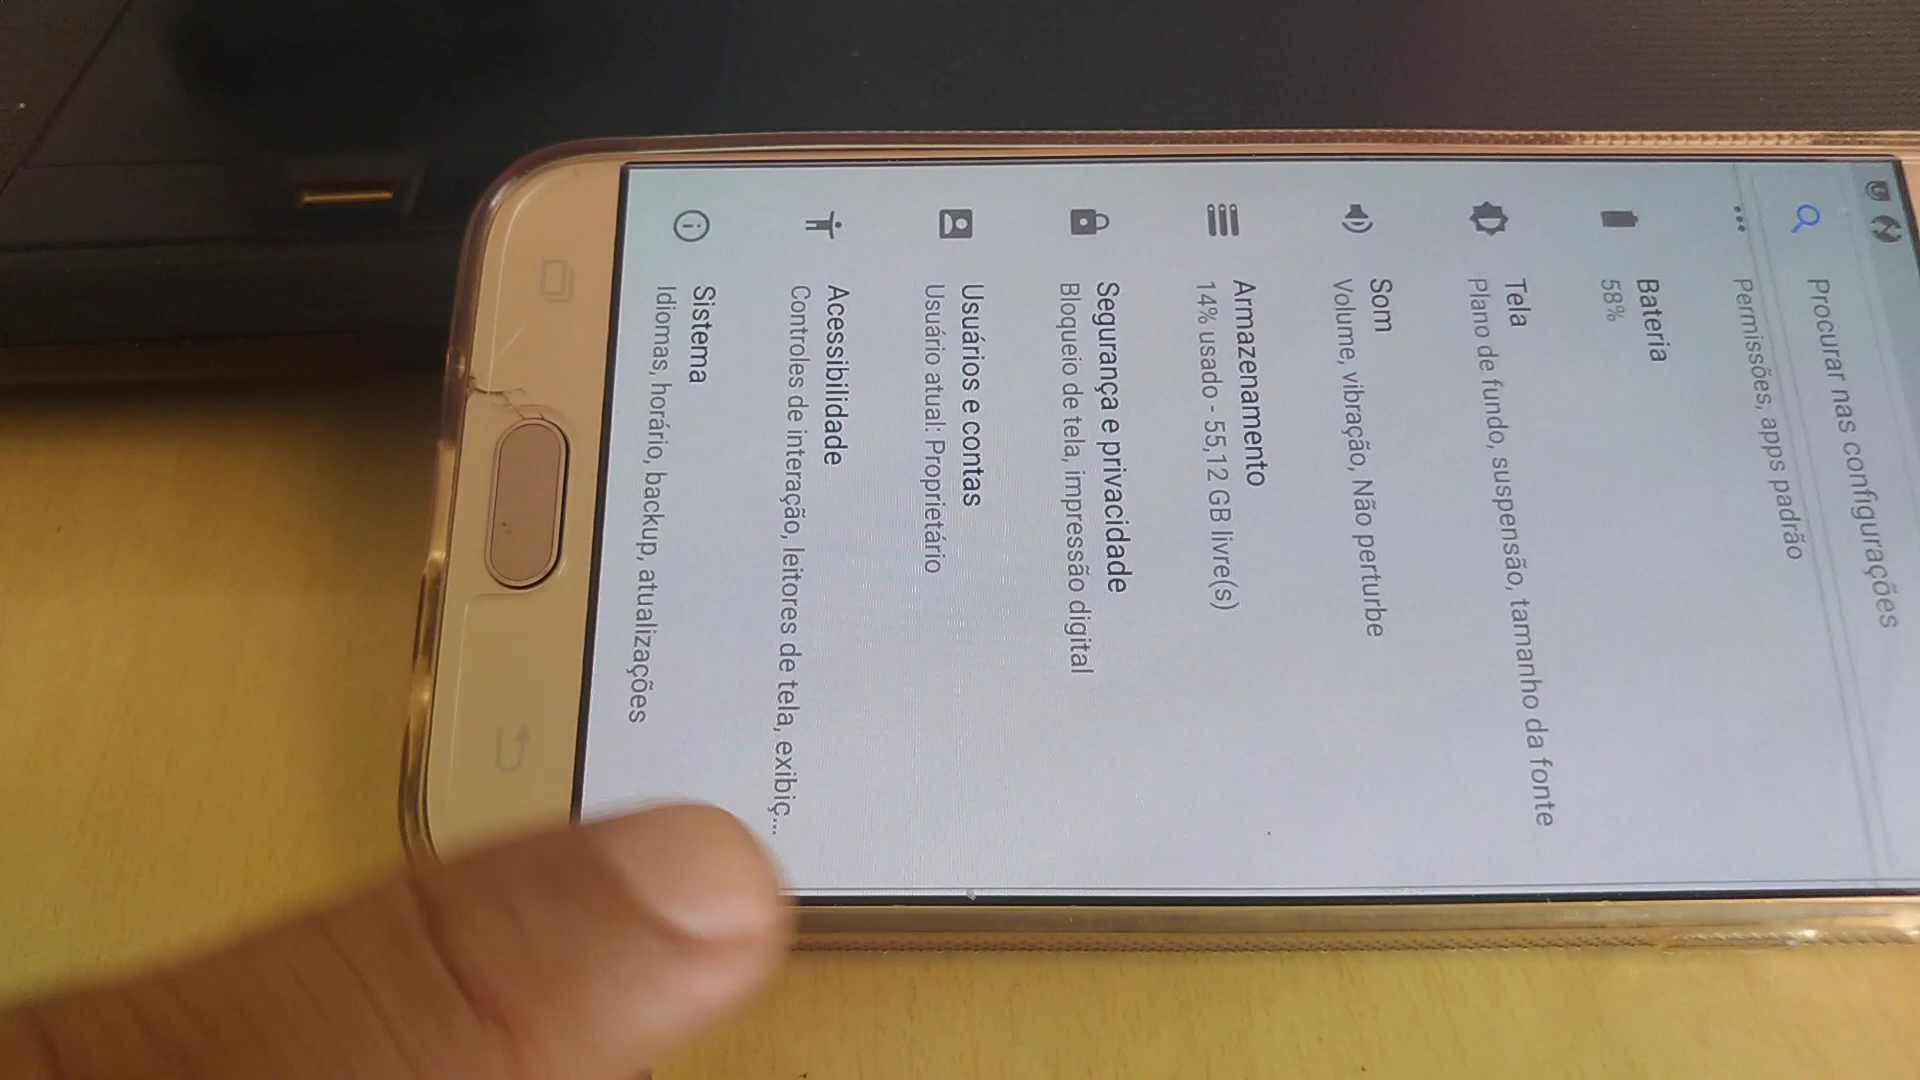 Procurar nas configurações
Permissões, apps padrão
Bateria
58%
Tela
Plano de fundo, suspensão, tamanho da fonte
Som
Volume, vibração, Não perturbe
Armazenamento
14% usado - 55,12 GB livre(s)
Segurança e privacidade
Bloqueio de tela, impressão digital
Usuários e contas
Usuário atual: Proprietário
Acessibilidade
Controles de interação, leitores de tela, exibiç...
Sistema
Idiomas, horário, backup, atualizações